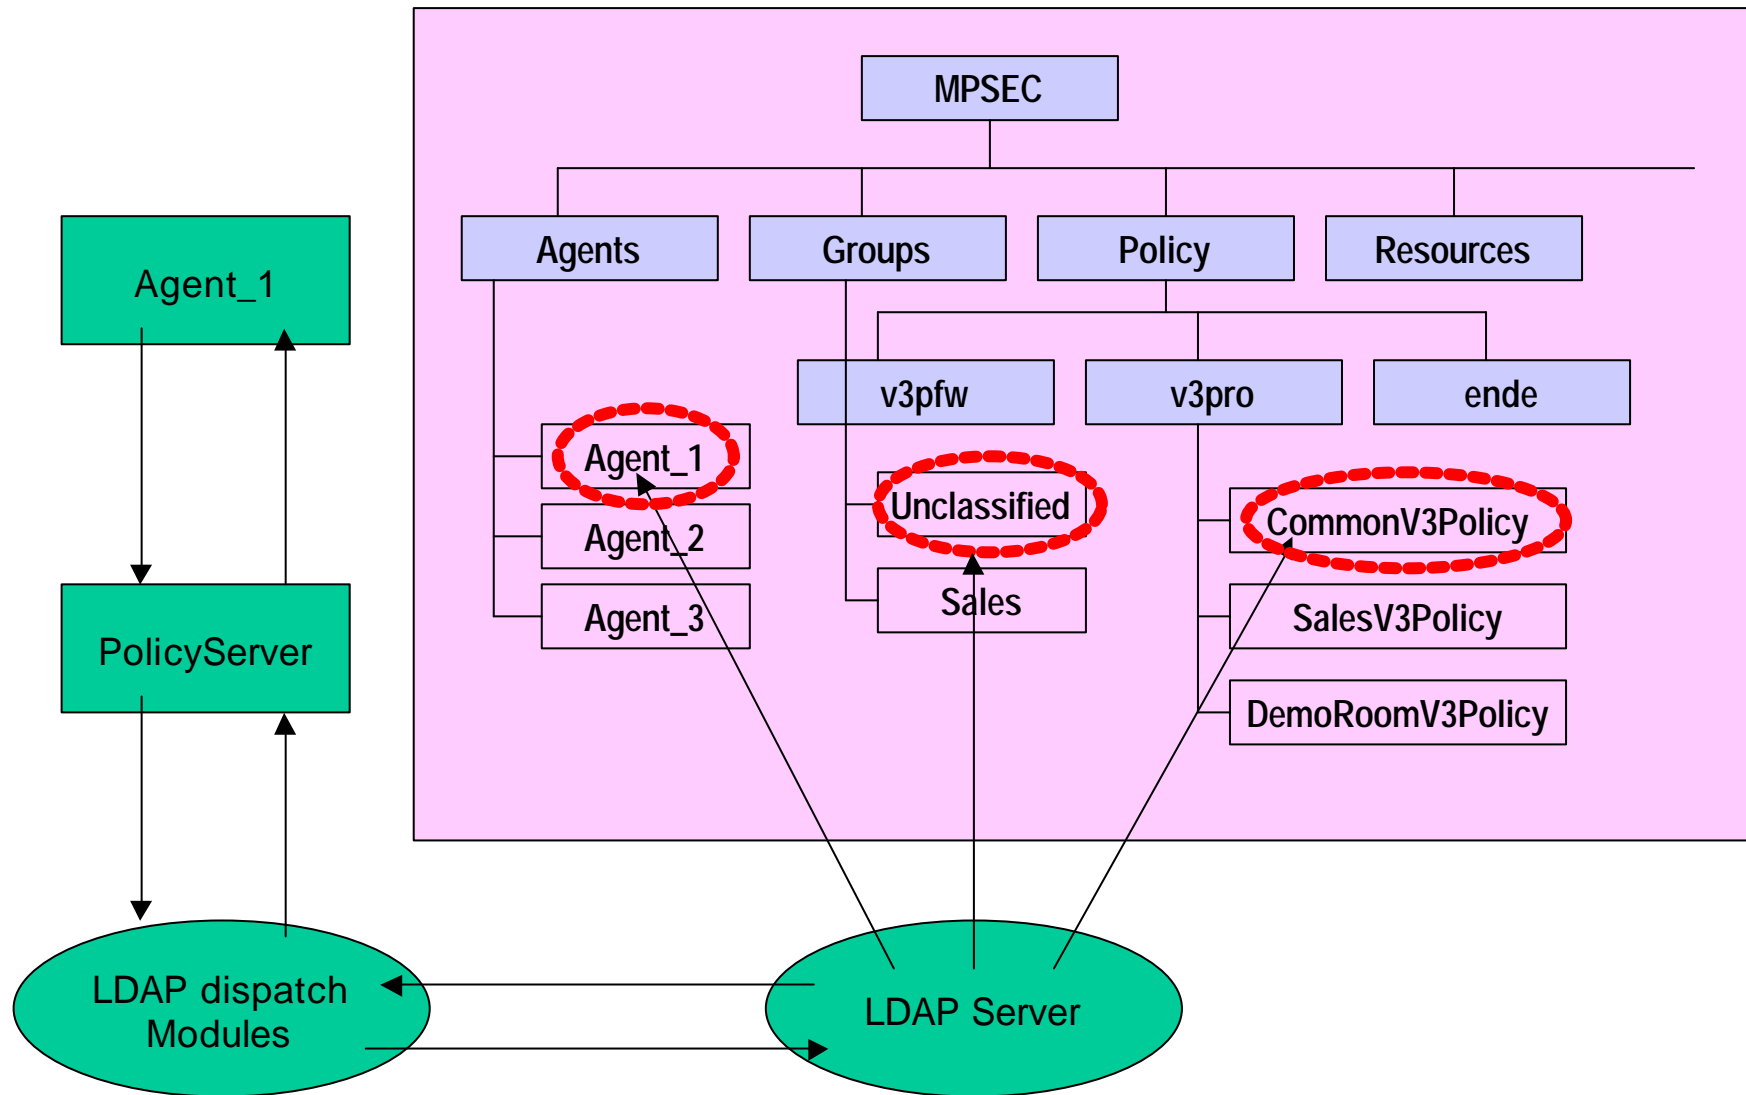 MPSEC
Agents
Groups
Policy
Resources
Agent_1
v3pfw
v3pro
ende
Agent_1
Unclassified
CommonV3Policy
Agent_2
Sales
SalesV3Policy
Agent_3
PolicyServer
DemoRoomV3Policy
LDAP dispatch
Modules
LDAP Server